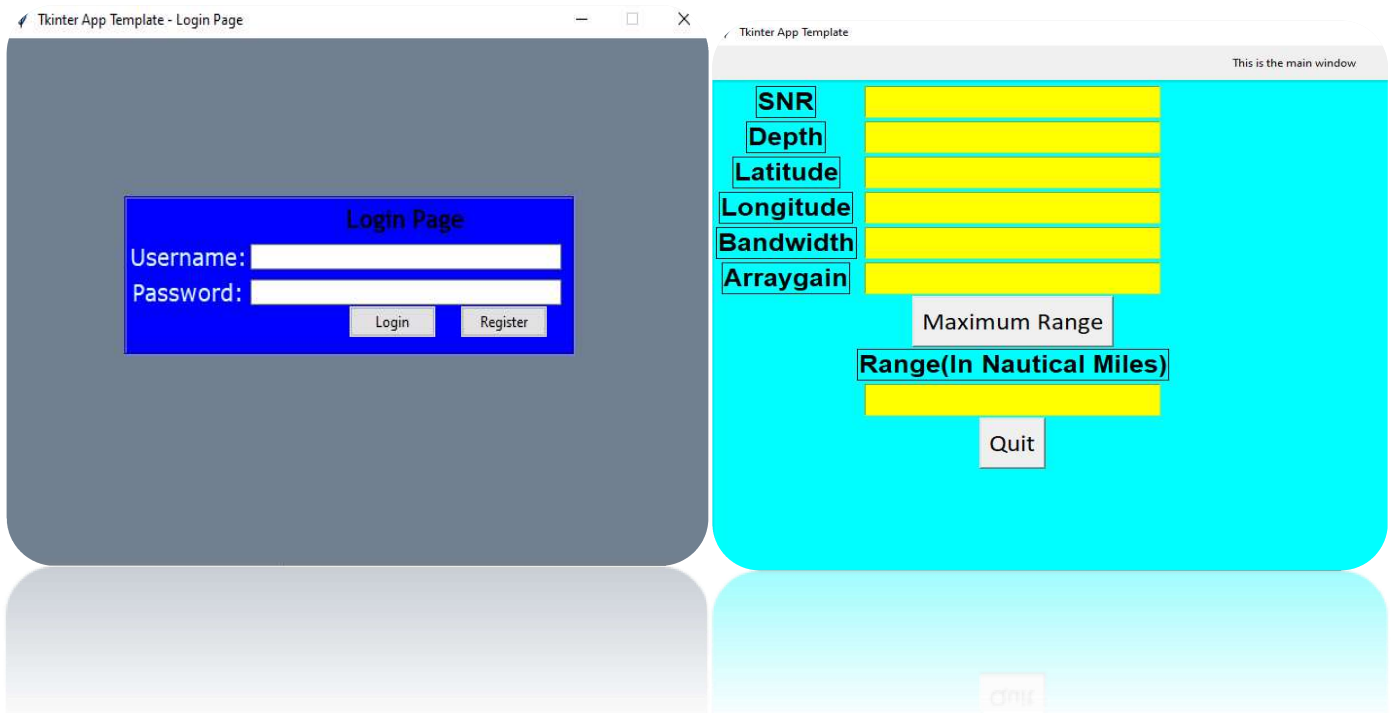 Tkinter App Template - Login Page
Login Page
Username:
Password:
Login Register
Tkinter App Template
This is the main window
SNR
Depth
Latitude
Longitude
Bandwidth
Arraygain
Maximum Range
Range(In Nautical Miles)
Quit